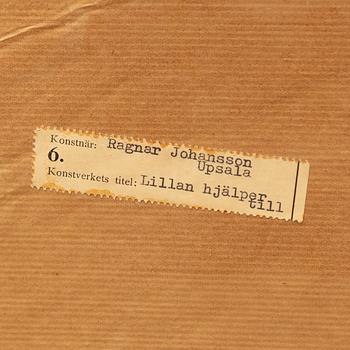 Konstnär: Ragnar Johansson
Upsala
6.
Konstverkets titel: Lillan hjälper
till